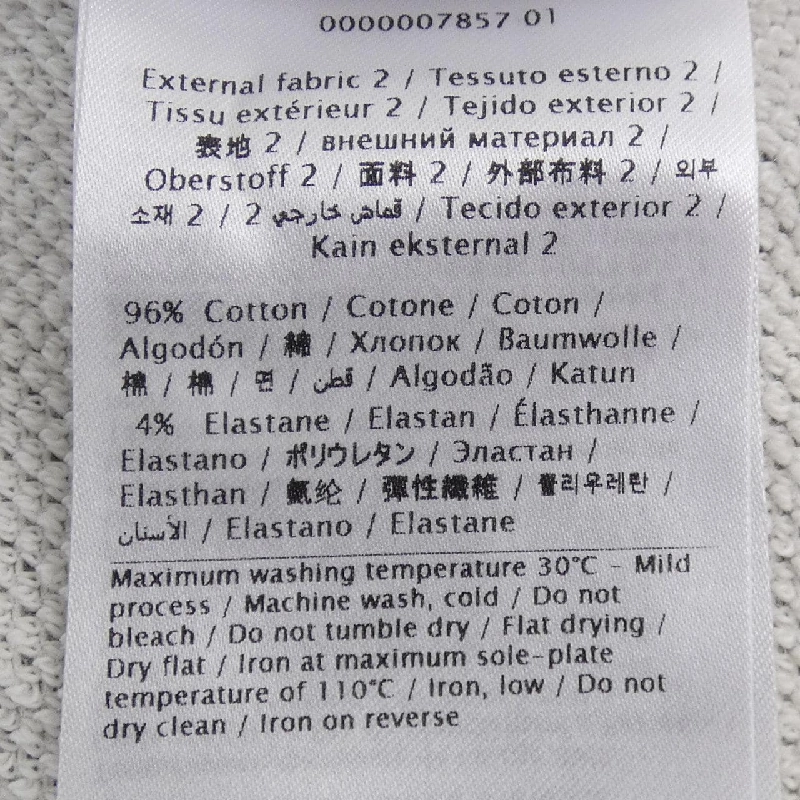 0000007857 01
External fabric 2 / Tessuto esterno 2 /
Tissu extérieur 2 / Tejido exterior 2 /
表地 2 / внешний материал 2 /
Oberstoff 2 / 面料 2 / 外部布料 2 / 외부
소재 2 / 2 قماش خارجي / Tecido exterior 2 /
Kain eksternal 2
96% Cotton / Cotone / Coton /
Algodón / 綿 / Хлопок / Baumwolle /
棉 / 棉 / 면 / قطن / Algodão / Katun
4% Elastane / Elastan / Élasthanne /
Elastano / ポリウレタン / Эластан /
Elasthan / 氨纶 / 彈性纖維 / 폴리우레탄 /
الأستان / Elastano / Elastane
Maximum washing temperature 30°C - Mild
process / Machine wash, cold / Do not
bleach / Do not tumble dry / Flat drying /
Dry flat / Iron at maximum sole-plate
temperature of 110°C / Iron, low / Do not
dry clean / Iron on reverse